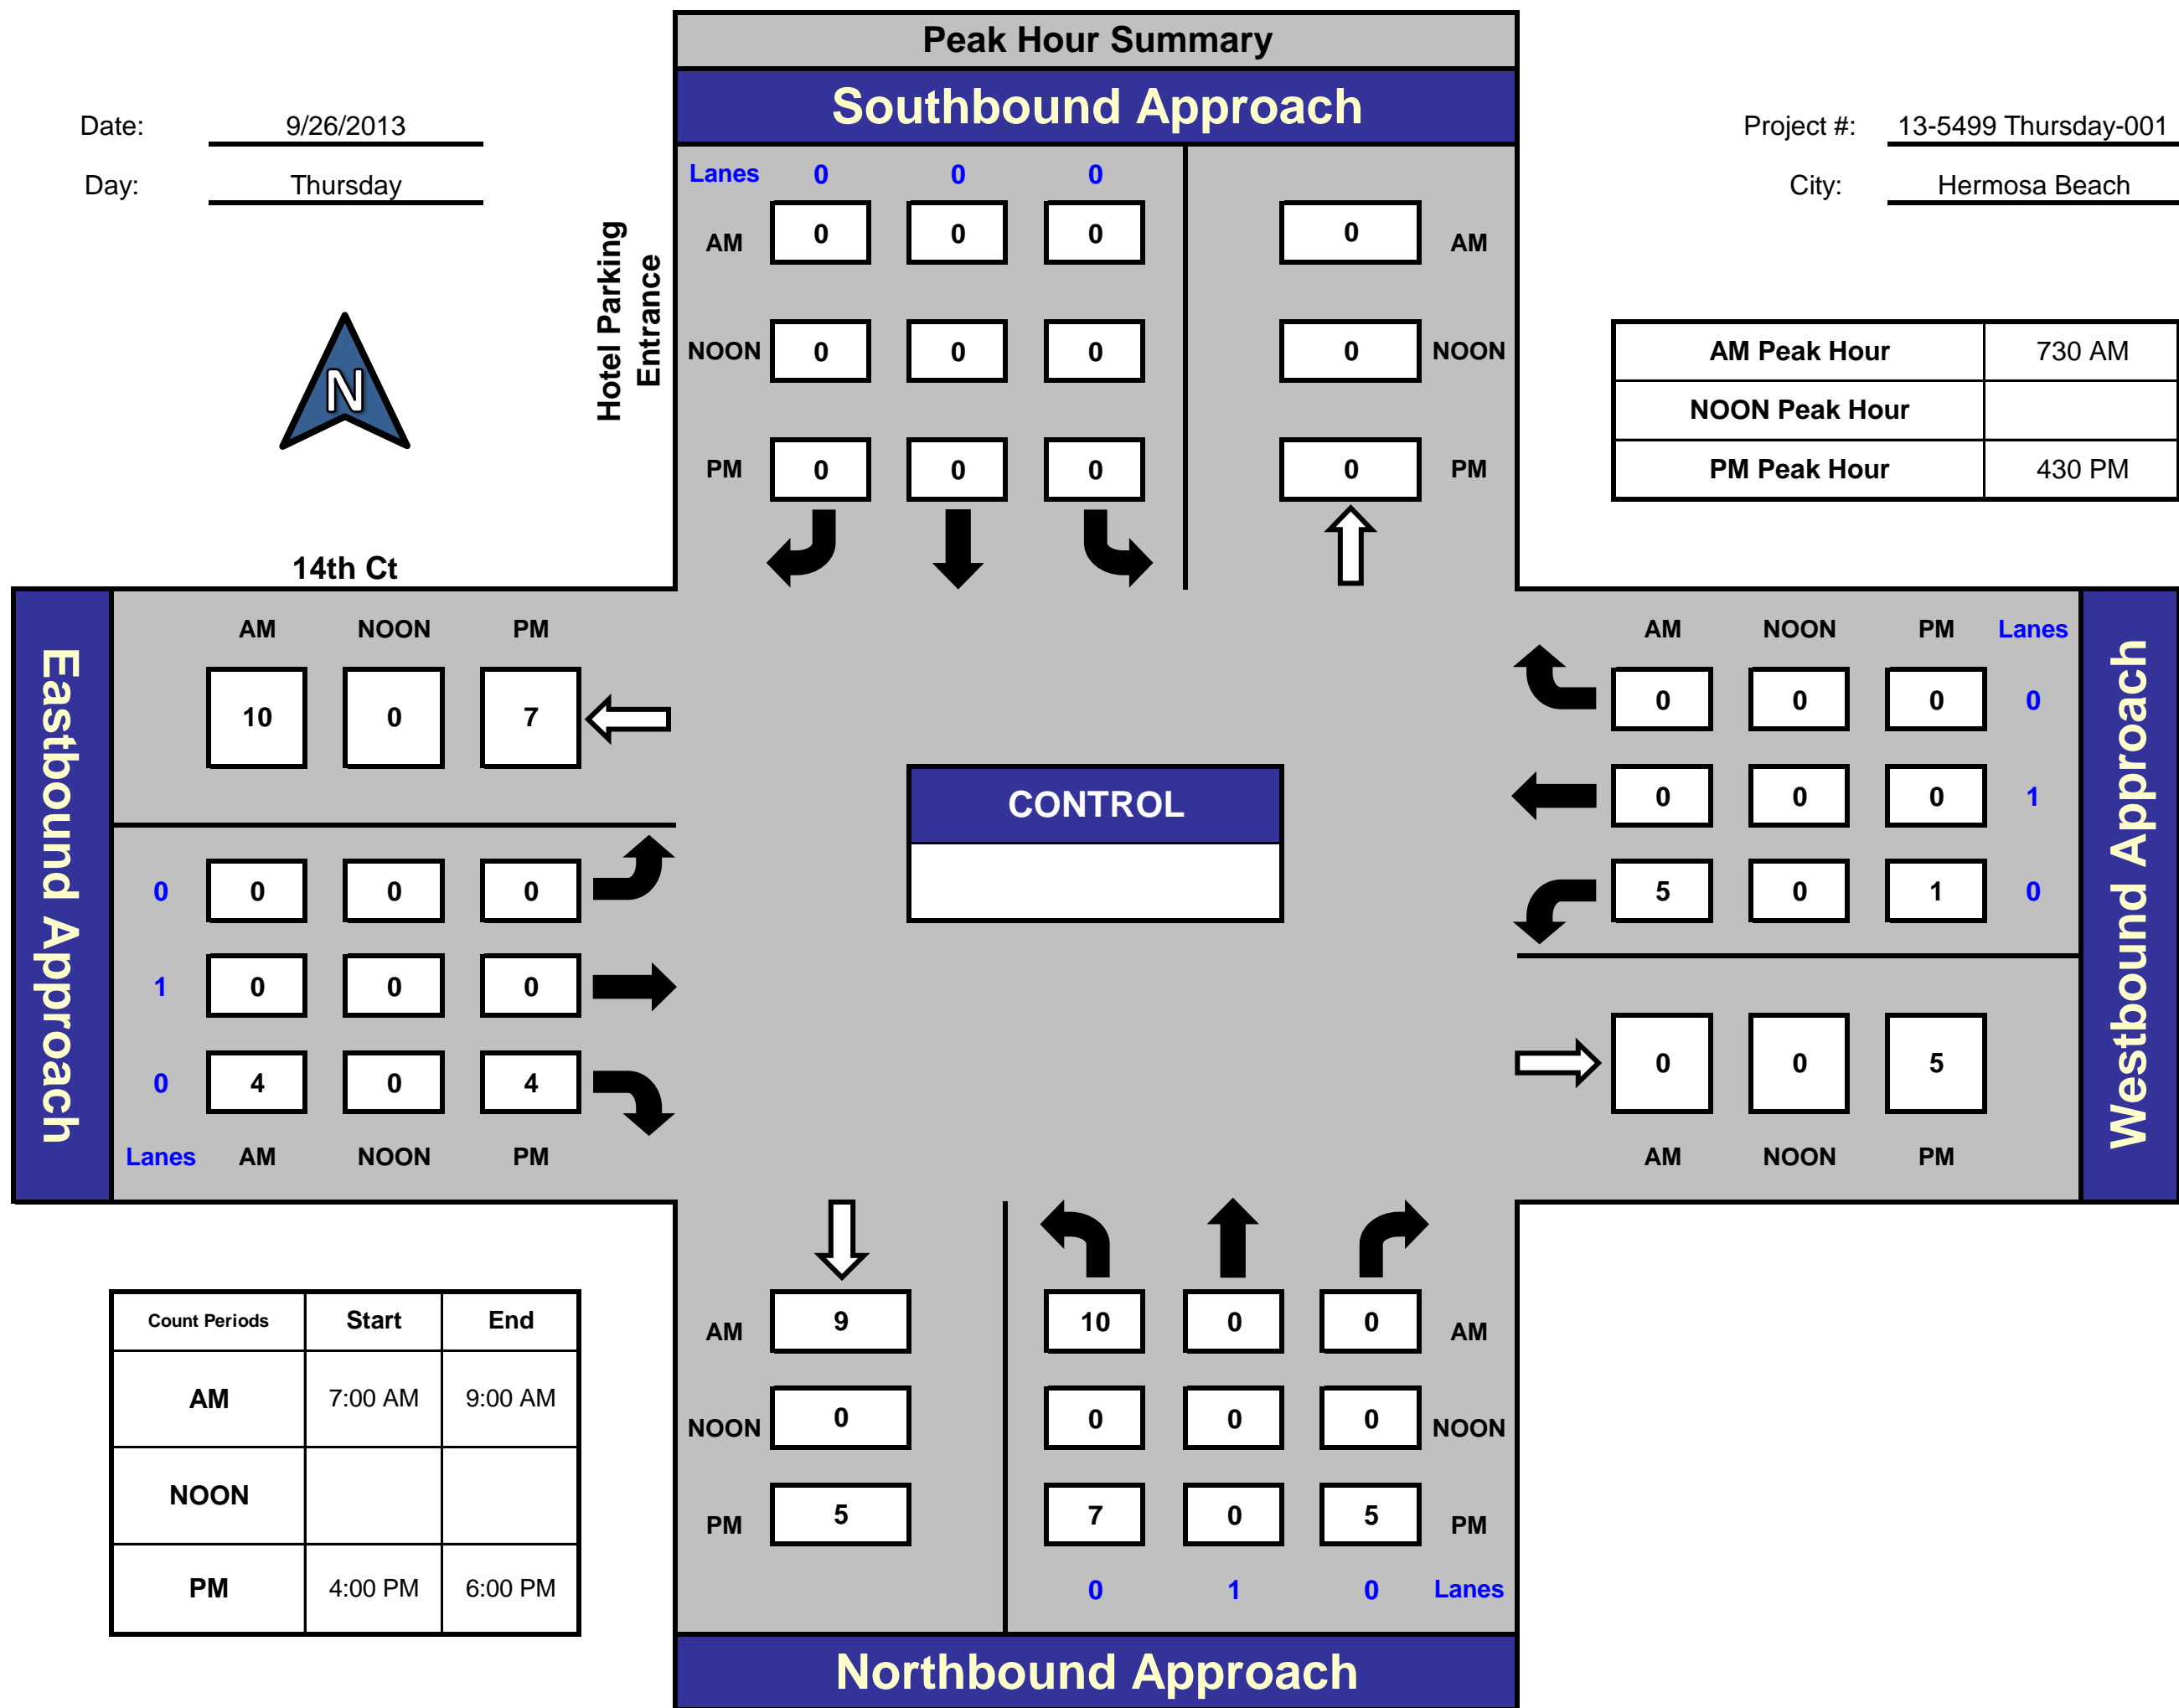 Peak Hour Summary
Southbound Approach
Date: 9/26/2013
Project #: 13-5499 Thursday-001
Day: Thursday
City: Hermosa Beach
Lanes 0 0 0
AM 0 0 0 0 AM
NOON 0 0 0 0 NOON
PM 0 0 0 0 PM
Hotel Parking
Entrance
N
AM Peak Hour 730 AM
NOON Peak Hour
PM Peak Hour 430 PM
14th Ct
Eastbound Approach
AM NOON PM
10 0 7
0 0 0 0
1 0 0 0
0 4 0 4
Lanes AM NOON PM
CONTROL
AM NOON PM Lanes
0 0 0 0
0 0 0 1
5 0 1 0
0 0 5
AM NOON PM
Westbound Approach
Count Periods Start End
AM 7:00 AM 9:00 AM
NOON
PM 4:00 PM 6:00 PM
AM 9 10 0 0 AM
NOON 0 0 0 0 NOON
PM 5 7 0 5 PM
0 1 0 Lanes
Northbound Approach